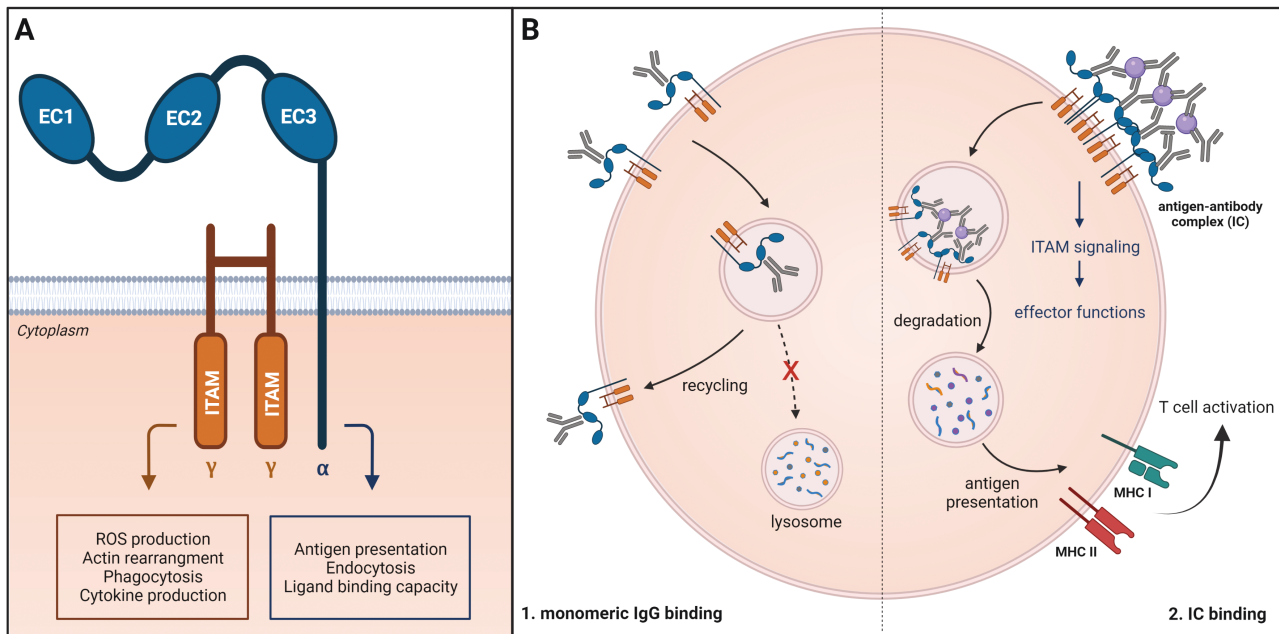 A
EC1
EC2
EC3
Cytoplasm
ITAM
ITAM
γ
γ
α
ROS production
Actin rearrangment
Phagocytosis
Cytokine production
Antigen presentation
Endocytosis
Ligand binding capacity
B
recycling
X
lysosome
1. monomeric IgG binding
antigen-antibody
complex (IC)
ITAM signaling
effector functions
degradation
antigen
presentation
MHC I
MHC II
T cell activation
2. IC binding